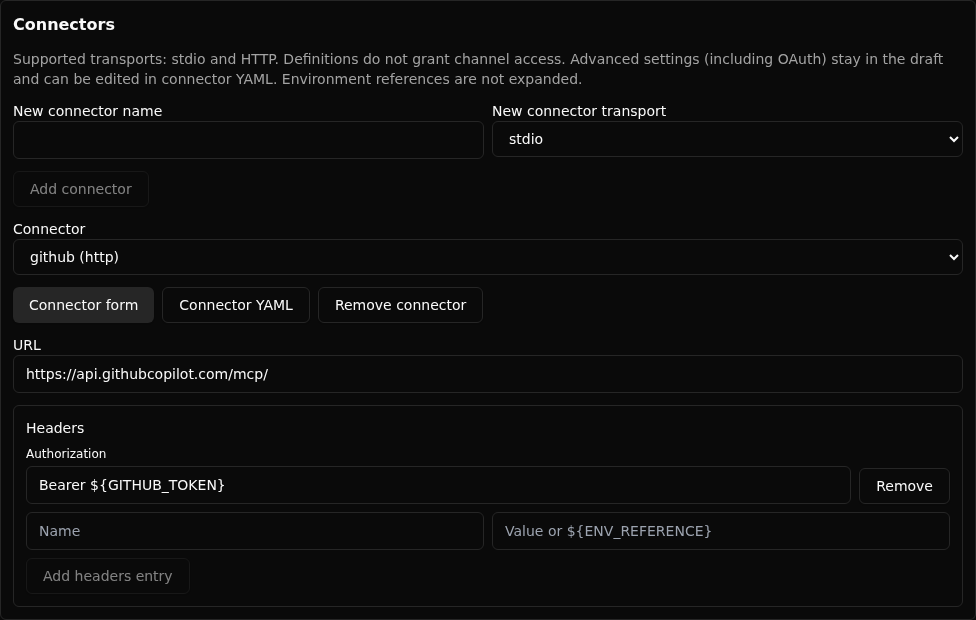 Connectors
Supported transports: stdio and HTTP. Definitions do not grant channel access. Advanced settings (including OAuth) stay in the draft
and can be edited in connector YAML. Environment references are not expanded.
New connector name
New connector transport
stdio
Add connector
Connector
github (http)
Connector form
Connector YAML
Remove connector
URL
https://api.githubcopilot.com/mcp/
Headers
Authorization
Bearer ${GITHUB_TOKEN}
Remove
Name
Value or ${ENV_REFERENCE}
Add headers entry